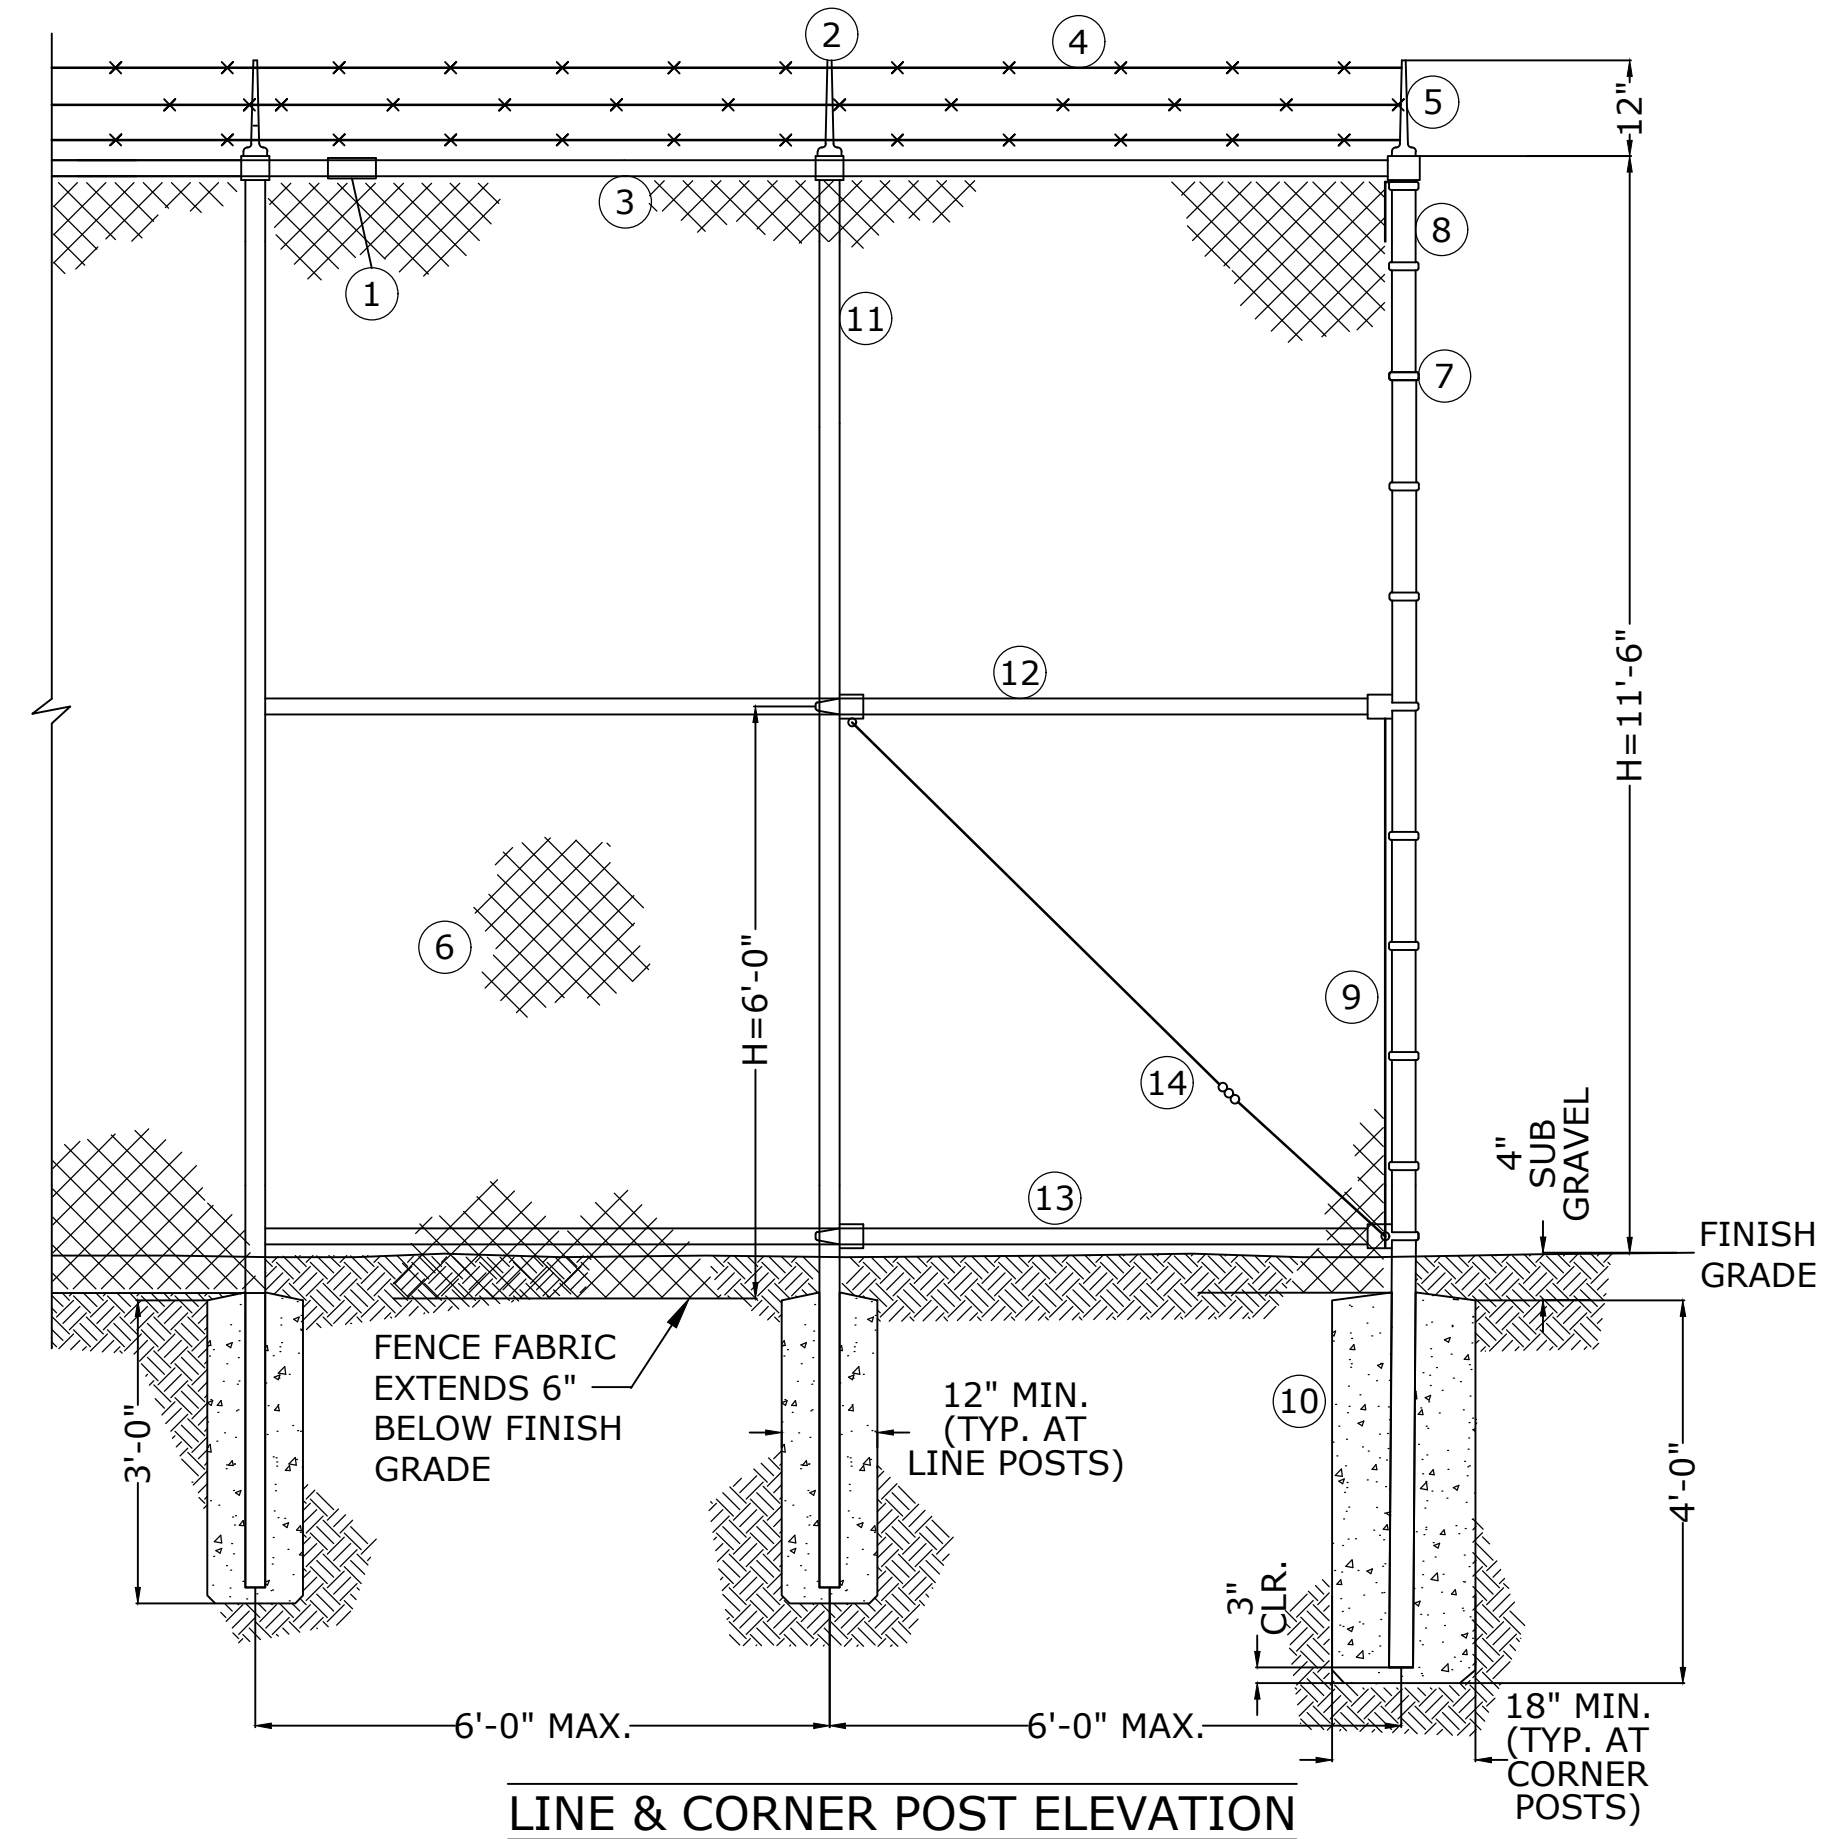 2
4
5
12"
3
8
1
11
7
12
H=11'-6"
6
H=6'-0"
9
14
4"
SUB
GRAVEL
13
FINISH
GRADE
FENCE FABRIC
EXTENDS 6"
BELOW FINISH
GRADE
12" MIN.
(TYP. AT
LINE POSTS)
10
3'-0"
4'-0"
3"
CLR.
6'-0" MAX.
6'-0" MAX.
18" MIN.
(TYP. AT
CORNER
POSTS)
LINE & CORNER POST ELEVATION